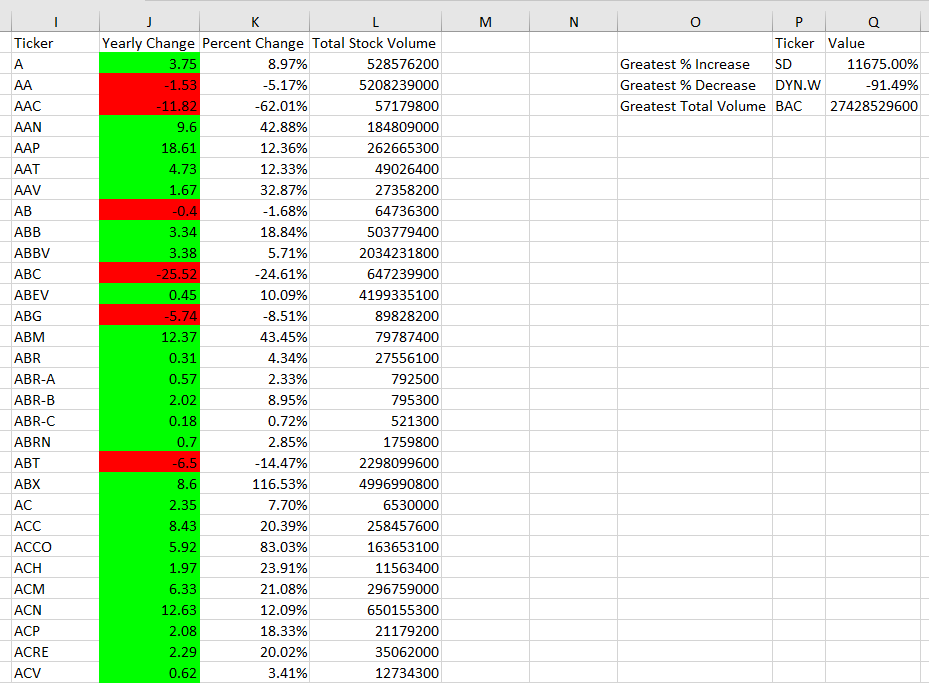 I J K L M N O P Q
Ticker Yearly Change Percent Change Total Stock Volume Ticker Value
A 3.75 8.97% 528576200 Greatest % Increase SD 11675.00%
AA -1.53 -5.17% 5208239000 Greatest % Decrease DYN.W -91.49%
AAC -11.82 -62.01% 57179800 Greatest Total Volume BAC 27428529600
AAN 9.6 42.88% 184809000
AAP 18.61 12.36% 262665300
AAT 4.73 12.33% 49026400
AAV 1.67 32.87% 27358200
AB -0.4 -1.68% 64736300
ABB 3.34 18.84% 503779400
ABBV 3.38 5.71% 2034231800
ABC -25.52 -24.61% 647239900
ABEV 0.45 10.09% 4199335100
ABG -5.74 -8.51% 89828200
ABM 12.37 43.45% 79787400
ABR 0.31 4.34% 27556100
ABR-A 0.57 2.33% 792500
ABR-B 2.02 8.95% 795300
ABR-C 0.18 0.72% 521300
ABRN 0.7 2.85% 1759800
ABT -6.5 -14.47% 2298099600
ABX 8.6 116.53% 4996990800
AC 2.35 7.70% 6530000
ACC 8.43 20.39% 258457600
ACCO 5.92 83.03% 163653100
ACH 1.97 23.91% 11563400
ACM 6.33 21.08% 296759000
ACN 12.63 12.09% 650155300
ACP 2.08 18.33% 21179200
ACRE 2.29 20.02% 35062000
ACV 0.62 3.41% 12734300